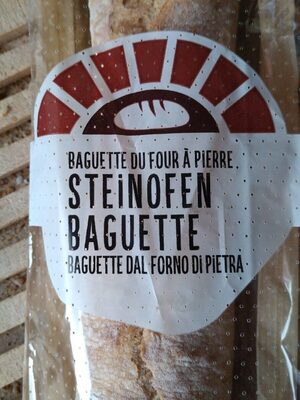 BAGUETTE DU FOUR À PIERRE
STEiNOFEN
BAGUETTE
BAGUETTE DAL FORNO DI PIETRA